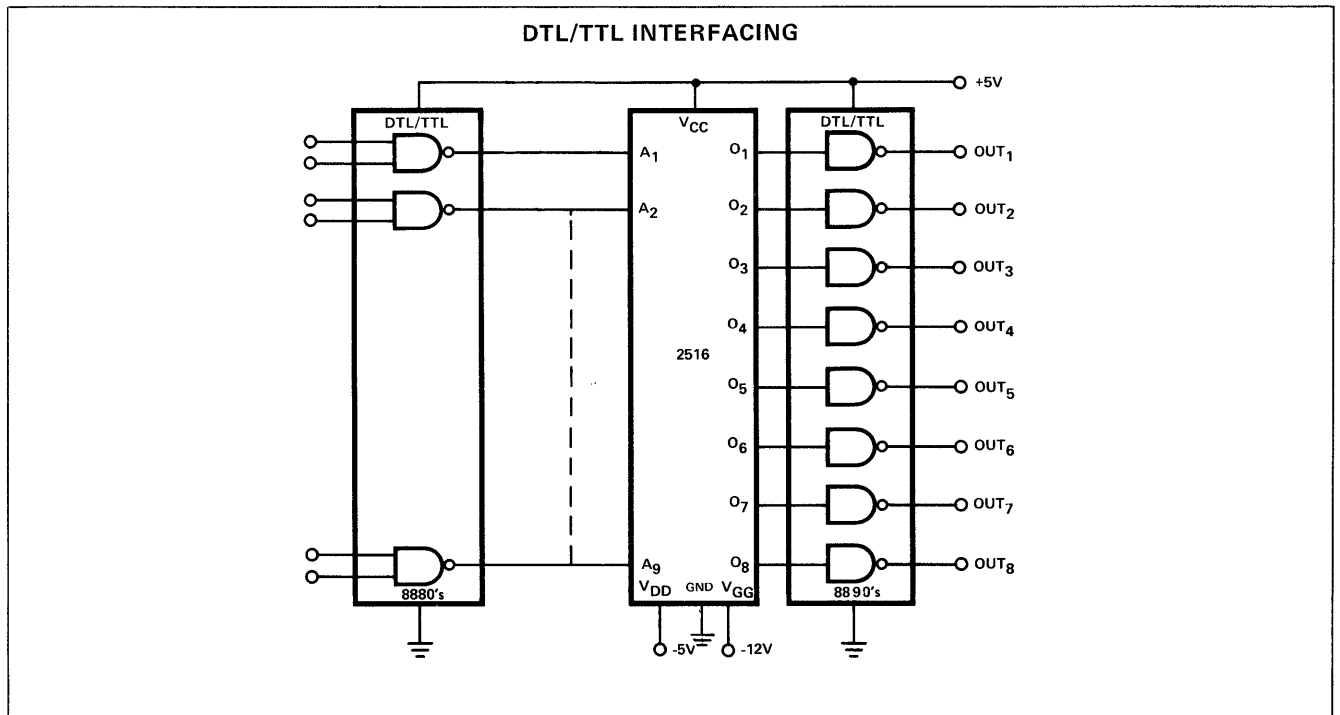 DTL/TTL INTERFACING
+5V
DTL/TTL
VCC
DTL/TTL
A1
O1
OUT1
A2
O2
OUT2
O3
OUT3
O4
OUT4
2516
O5
OUT5
O6
OUT6
O7
OUT7
A9
O8
OUT8
8880's
VDD GND VGG
8890's
-5V
-12V